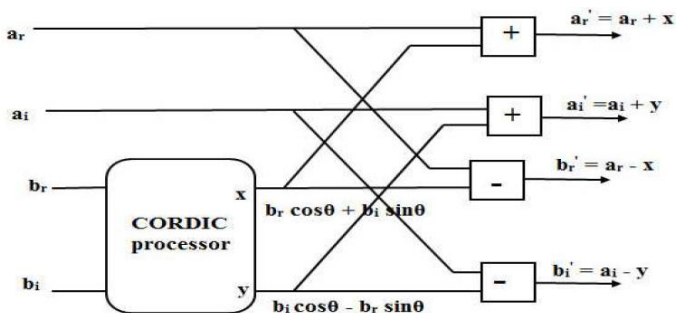 aᵣ
+
aᵣ' = aᵣ + x
aᵢ
+
aᵢ' =aᵢ + y
bᵣ
x
-
bᵣ' = aᵣ - x
bᵣ cosθ + bᵢ sinθ
CORDIC
processor
bᵢ
y
-
bᵢ' = aᵢ - y
bᵢ cosθ - bᵣ sinθ